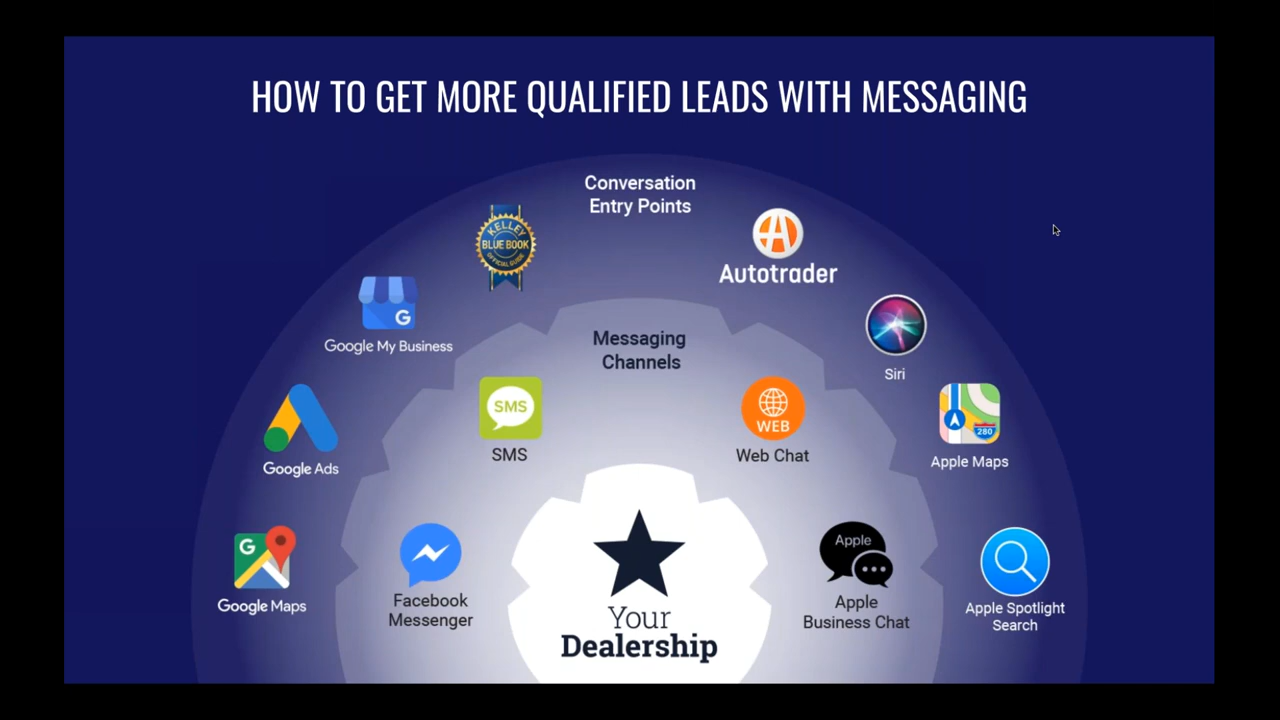 HOW TO GET MORE QUALIFIED LEADS WITH MESSAGING
Conversation
Entry Points
KELLEY
BLUE BOOK
OFFICIAL GUIDE
Autotrader
G
Google My Business
Siri
Messaging
Channels
SMS
SMS
WEB
Web Chat
Google Ads
280
Apple Maps
G
Google Maps
Facebook
Messenger
Your
Dealership
Apple
Apple
Business Chat
Apple Spotlight
Search